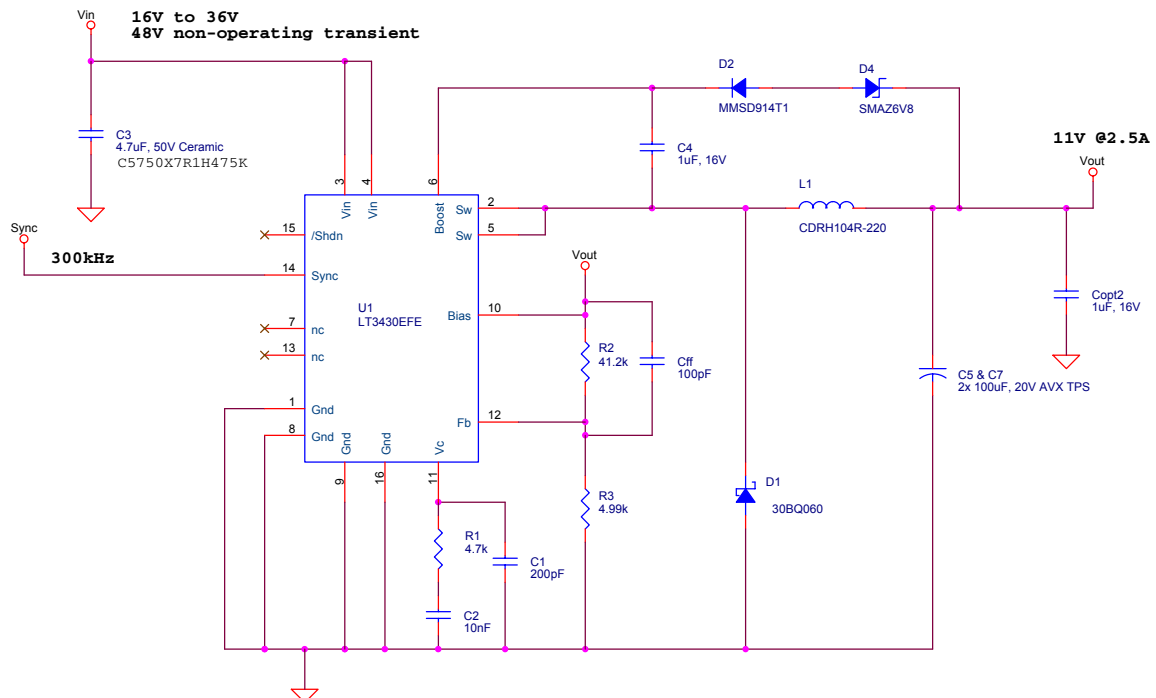 Vin
16V to 36V
48V non-operating transient
C3
4.7uF, 50V Ceramic
C5750X7R1H475K
D2
MMSD914T1
D4
SMAZ6V8
C4
1uF, 16V
11V @2.5A
Vout
L1
CDRH104R-220
3
4
6
Vin
Vin
Boost
Sw
2
Sw
5
Sync
300kHz
15
/Shdn
14
Sync
U1
LT3430EFE
7
nc
13
nc
1
Gnd
8
Gnd
Gnd
9
Gnd
16
Vc
11
Bias
10
Fb
12
Vout
R2
41.2k
Cff
100pF
R3
4.99k
R1
4.7k
C1
200pF
C2
10nF
D1
30BQ060
Copt2
1uF, 16V
C5 & C7
2x 100uF, 20V AVX TPS